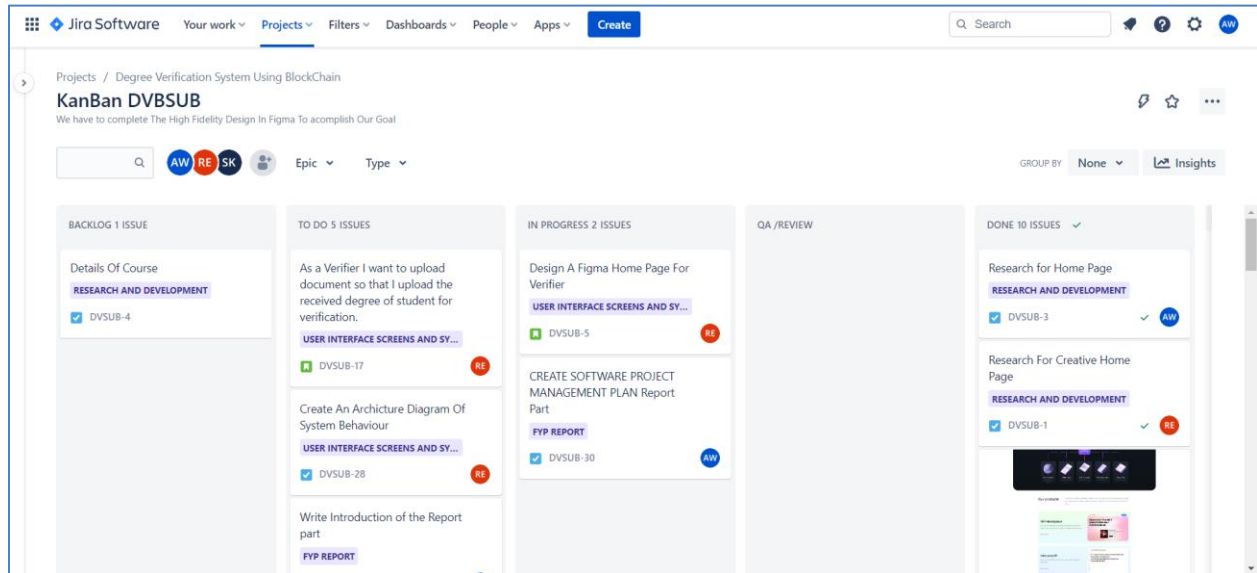 Jira Software Your work Projects Filters Dashboards People Apps Create Search AW
Projects / Degree Verification System Using BlockChain
KanBan DVBSUB
We have to complete The High Fidelity Design In Figma To acomplish Our Goal
AW RE SK Epic Type GROUP BY None Insights
BACKLOG 1 ISSUE
Details Of Course
RESEARCH AND DEVELOPMENT
DVSUB-4
TO DO 5 ISSUES
As a Verifier I want to upload
document so that I upload the
received degree of student for
verification.
USER INTERFACE SCREENS AND SY...
DVSUB-17 RE
Create An Archicture Diagram Of
System Behaviour
USER INTERFACE SCREENS AND SY...
DVSUB-28 RE
Write Introduction of the Report
part
FYP REPORT
IN PROGRESS 2 ISSUES
Design A Figma Home Page For
Verifier
USER INTERFACE SCREENS AND SY...
DVSUB-5 RE
CREATE SOFTWARE PROJECT
MANAGEMENT PLAN Report
Part
FYP REPORT
DVSUB-30 AW
QA /REVIEW
DONE 10 ISSUES
Research for Home Page
RESEARCH AND DEVELOPMENT
DVSUB-3 AW
Research For Creative Home
Page
RESEARCH AND DEVELOPMENT
DVSUB-1 RE